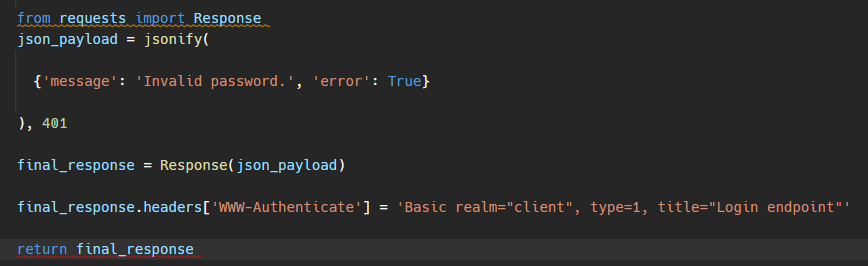 from requests import Response
json_payload = jsonify(
{'message': 'Invalid password.', 'error': True}
), 401
final_response = Response(json_payload)
final_response.headers['WWW-Authenticate'] = 'Basic realm="client", type=1, title="Login endpoint"'
return final_response